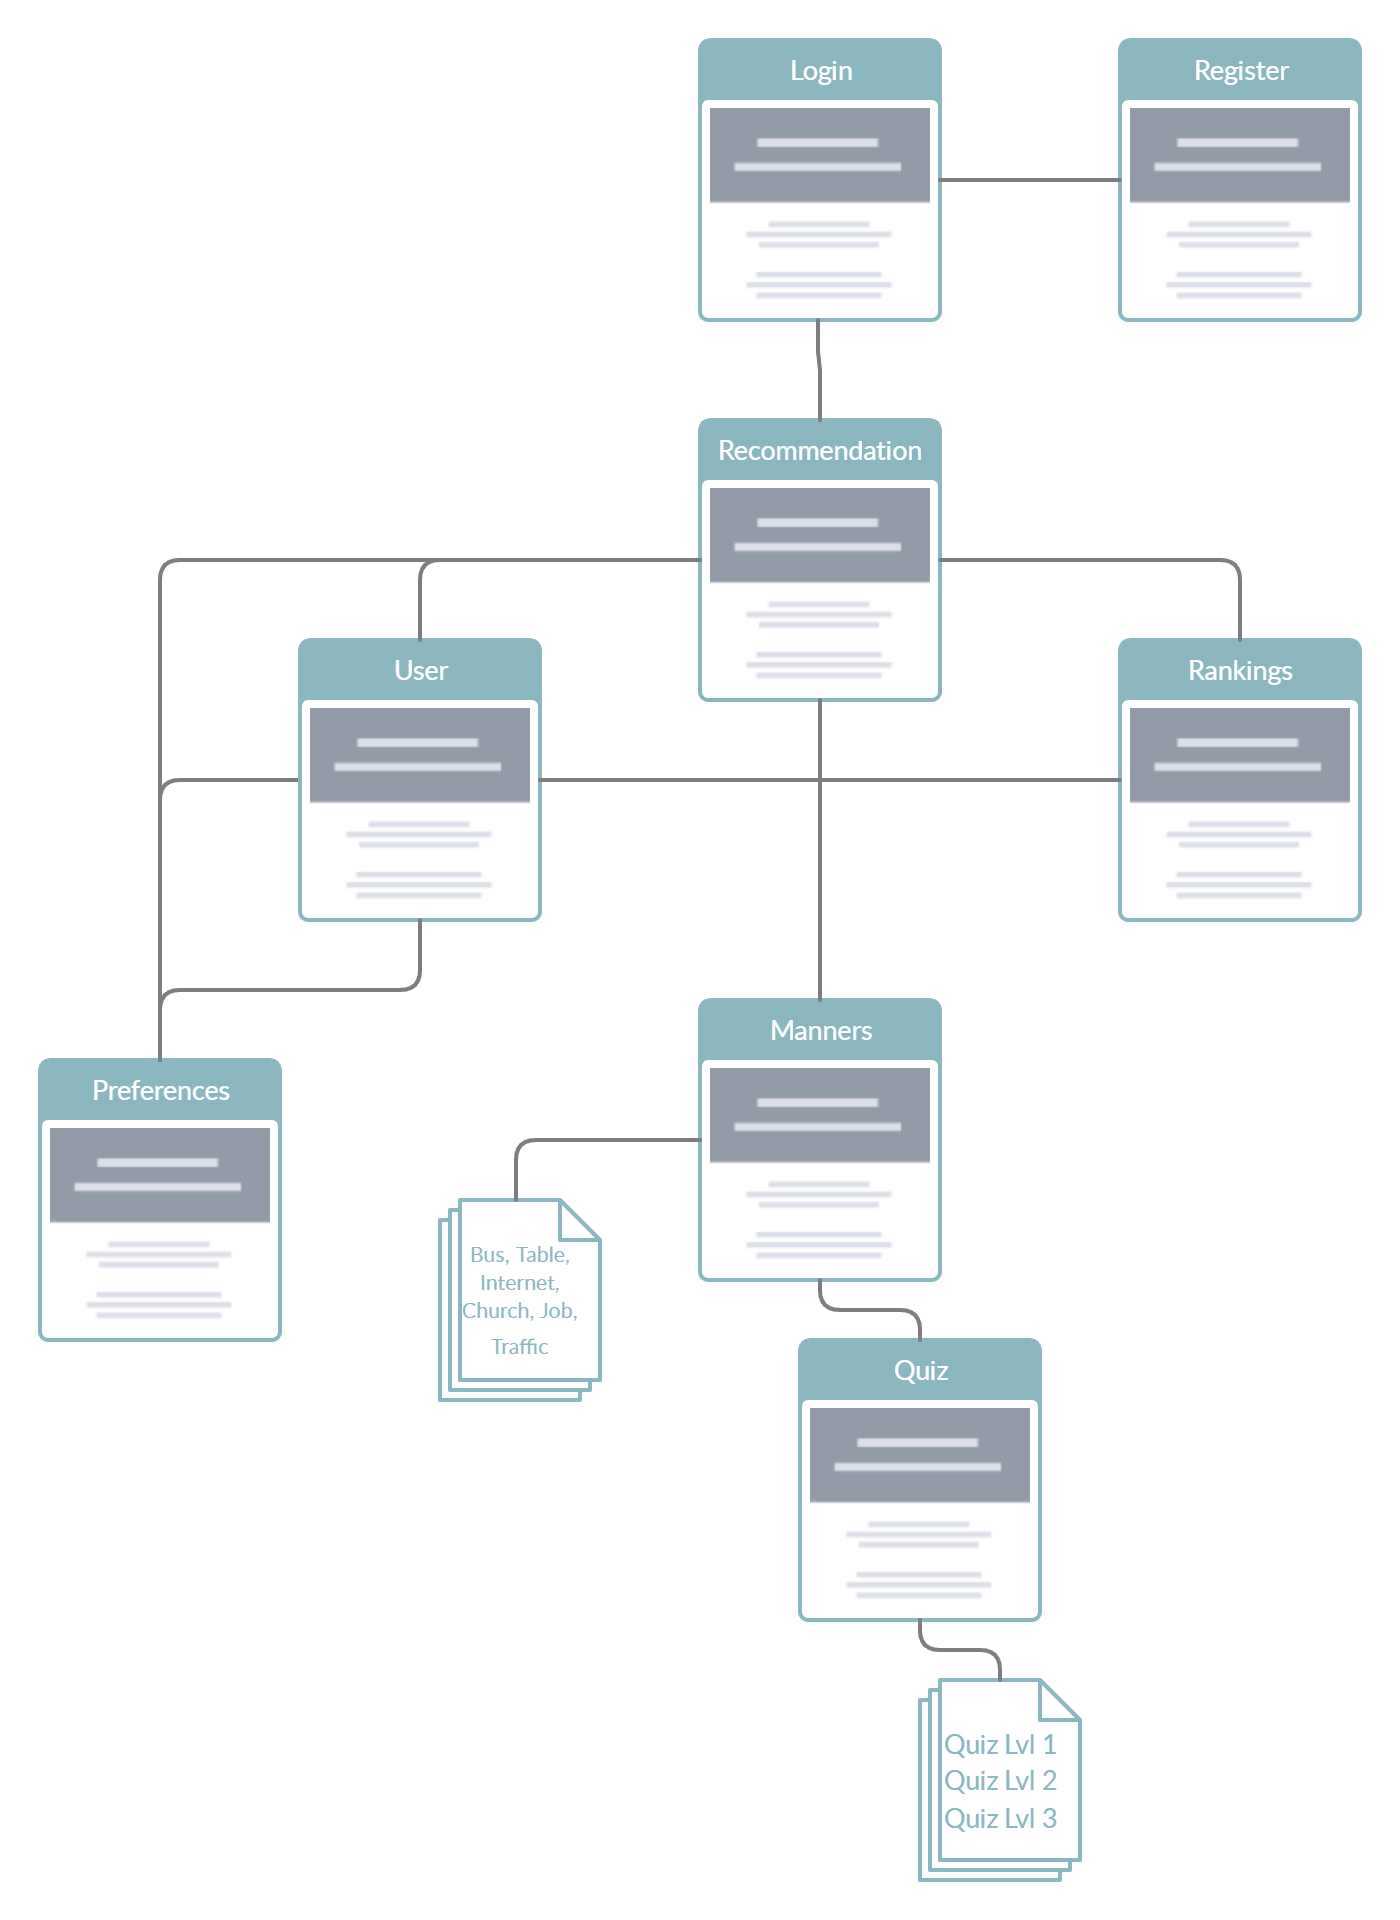 Login
Register
Recommendation
User
Rankings
Manners
Preferences
Bus, Table,
Internet,
Church, Job,
Traffic
Quiz
Quiz Lvl 1
Quiz Lvl 2
Quiz Lvl 3